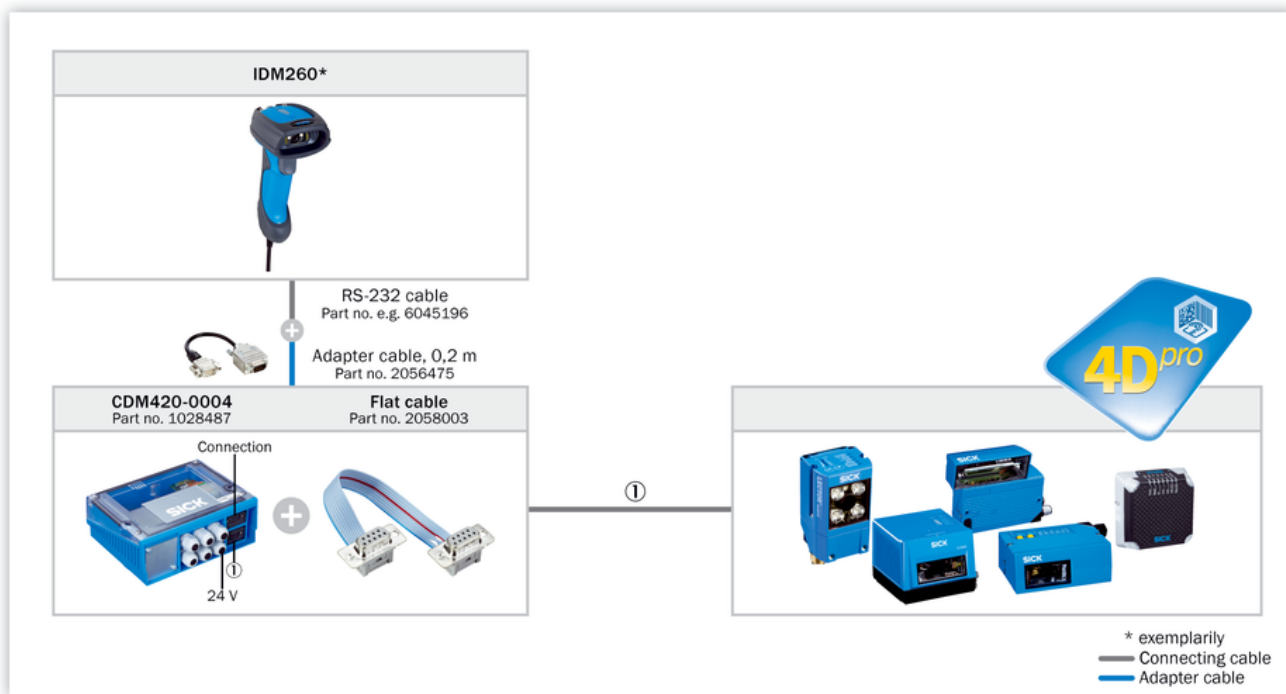 IDM260*
RS-232 cable
Part no. e.g. 6045196
Adapter cable, 0,2 m
Part no. 2056475
CDM420-0004
Part no. 1028487
Flat cable
Part no. 2058003
Connection
SICK
①
24 V
①
4Dpro
SICK
SICK
SICK
SICK
SICK
* exemplarily
Connecting cable
Adapter cable